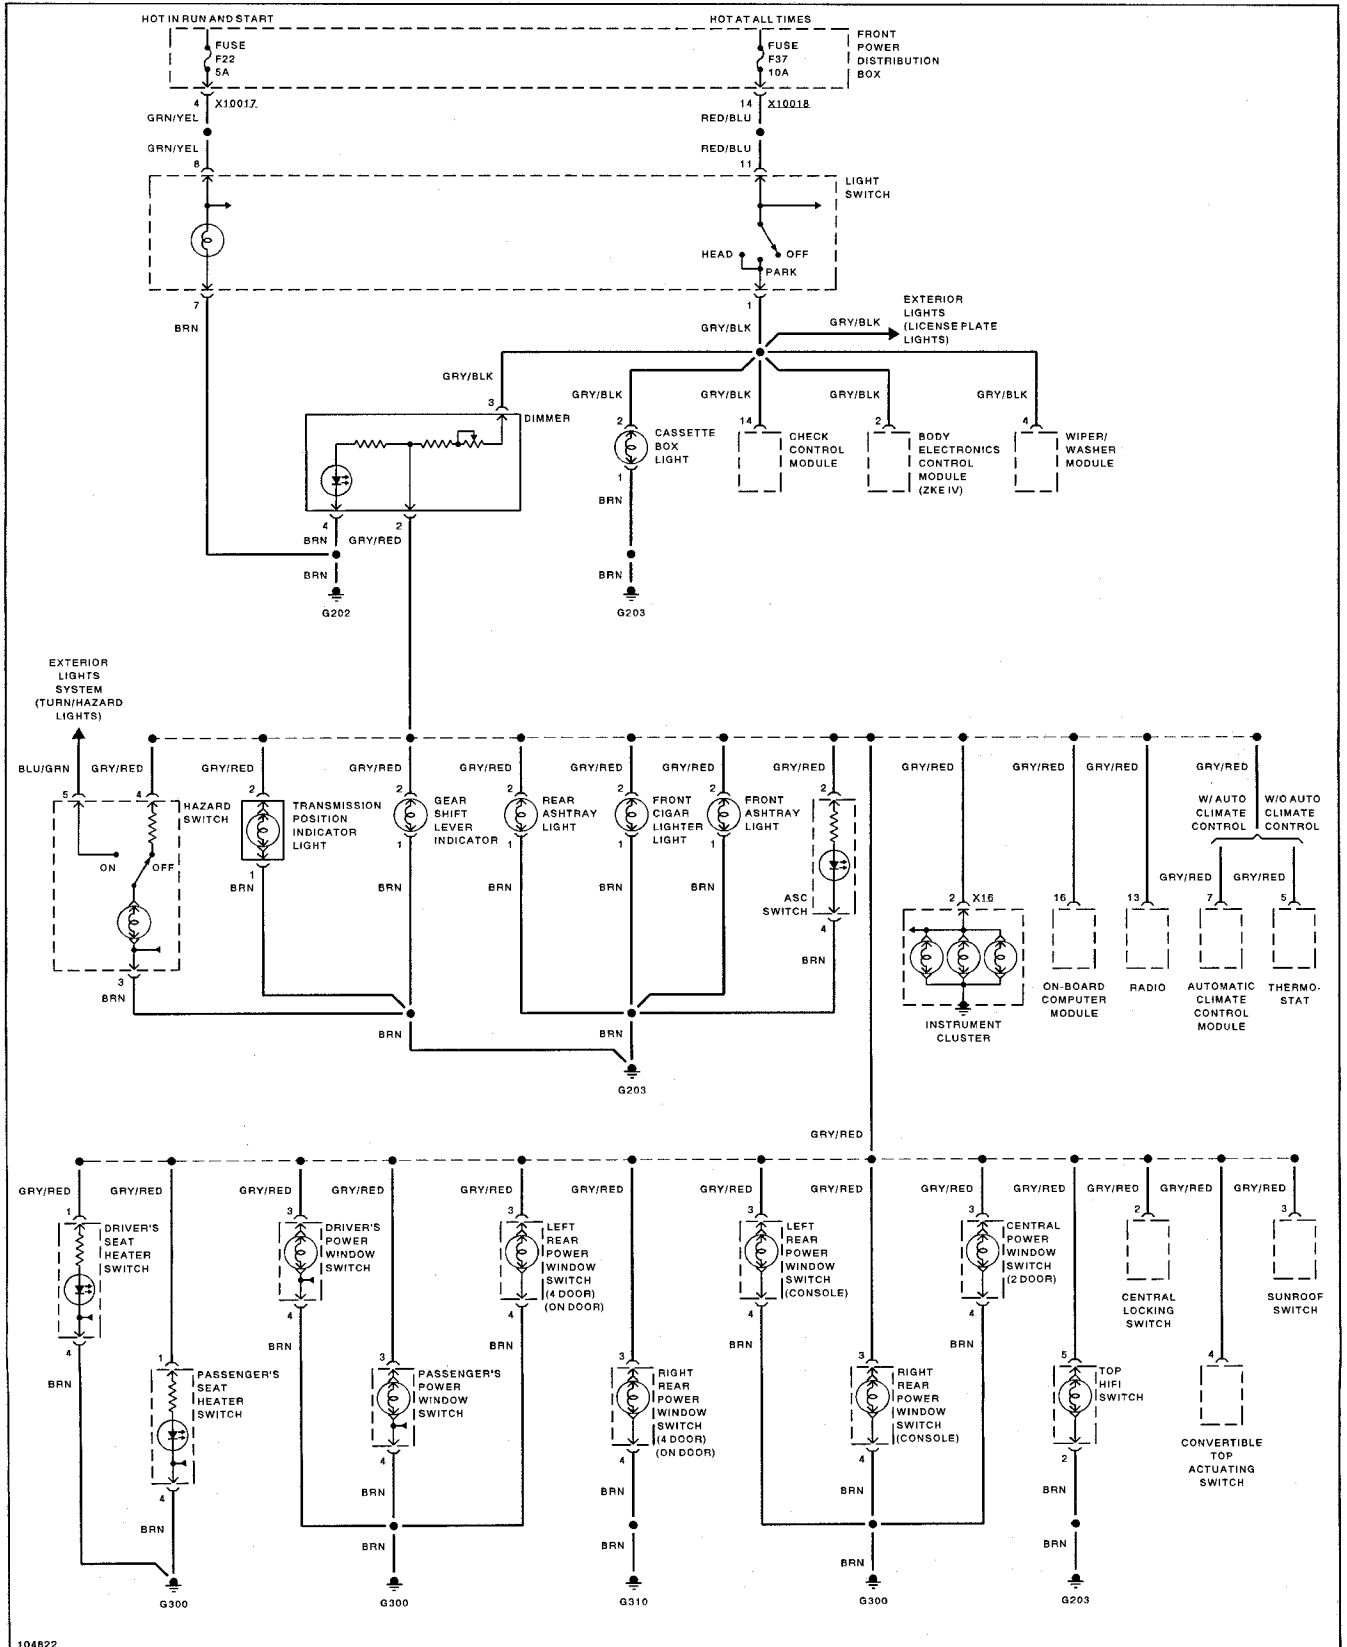 HOT IN RUN AND START
HOT AT ALL TIMES
FUSE
F22
5A
FUSE
F37
10A
FRONT
POWER
DISTRIBUTION
BOX
4 X10017
14 X10018
GRN/YEL
RED/BLU
GRN/YEL
RED/BLU
8
11
LIGHT
SWITCH
HEAD
OFF
PARK
7
1
BRN
GRY/BLK
GRY/BLK
EXTERIOR
LIGHTS
(LICENSE PLATE
LIGHTS)
GRY/BLK
GRY/BLK
GRY/BLK
GRY/BLK
GRY/BLK
3
DIMMER
2
CASSETTE
BOX
LIGHT
1
14
CHECK
CONTROL
MODULE
2
BODY
ELECTRONICS
CONTROL
MODULE
(ZKE IV)
4
WIPER/
WASHER
MODULE
4
2
BRN
GRY/RED
BRN
BRN
BRN
G202
G203
EXTERIOR
LIGHTS
SYSTEM
(TURN/HAZARD
LIGHTS)
BLU/GRN
GRY/RED
GRY/RED
GRY/RED
GRY/RED
GRY/RED
GRY/RED
GRY/RED
GRY/RED
GRY/RED
GRY/RED
GRY/RED
5
4
HAZARD
SWITCH
ON
OFF
3
BRN
2
TRANSMISSION
POSITION
INDICATOR
LIGHT
1
BRN
2
GEAR
SHIFT
LEVER
INDICATOR
1
BRN
2
REAR
ASHTRAY
LIGHT
1
BRN
2
FRONT
CIGAR
LIGHTER
LIGHT
1
BRN
2
FRONT
ASHTRAY
LIGHT
1
BRN
2
ASC
SWITCH
4
BRN
W/ AUTO
CLIMATE
CONTROL
W/O AUTO
CLIMATE
CONTROL
GRY/RED
GRY/RED
2 X16
INSTRUMENT
CLUSTER
16
ON-BOARD
COMPUTER
MODULE
13
RADIO
7
AUTOMATIC
CLIMATE
CONTROL
MODULE
5
THERMO-
STAT
BRN
BRN
G203
GRY/RED
GRY/RED
GRY/RED
GRY/RED
GRY/RED
GRY/RED
GRY/RED
GRY/RED
GRY/RED
GRY/RED
GRY/RED
GRY/RED
GRY/RED
GRY/RED
1
DRIVER'S
SEAT
HEATER
SWITCH
4
BRN
1
PASSENGER'S
SEAT
HEATER
SWITCH
4
BRN
G300
3
DRIVER'S
POWER
WINDOW
SWITCH
4
BRN
3
PASSENGER'S
POWER
WINDOW
SWITCH
4
BRN
BRN
G300
3
LEFT
REAR
POWER
WINDOW
SWITCH
(4 DOOR)
(ON DOOR)
4
BRN
3
RIGHT
REAR
POWER
WINDOW
SWITCH
(4 DOOR)
(ON DOOR)
4
BRN
BRN
G310
3
LEFT
REAR
POWER
WINDOW
SWITCH
(CONSOLE)
4
BRN
3
RIGHT
REAR
POWER
WINDOW
SWITCH
(CONSOLE)
4
BRN
BRN
G300
3
CENTRAL
POWER
WINDOW
SWITCH
(2 DOOR)
4
BRN
5
TOP
HIFI
SWITCH
2
BRN
BRN
G203
2
CENTRAL
LOCKING
SWITCH
4
CONVERTIBLE
TOP
ACTUATING
SWITCH
3
SUNROOF
SWITCH
104822